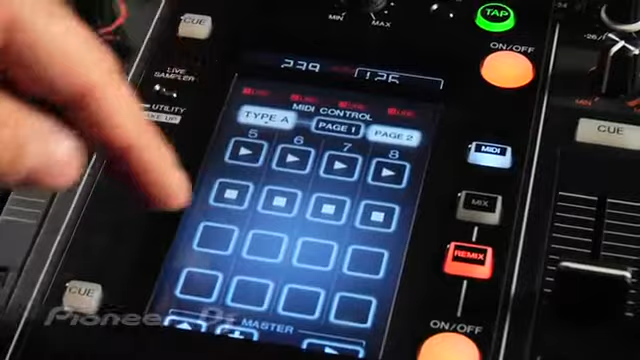 CUE
MIN
MAX
TAP
ON/OFF
LIVE
SAMPLER
UTILITY
MIDI CONTROL
TYPE A
PAGE 1
PAGE 2
5 6 7 8
CUE
MIDI
MIX
REMIX
CUE
MASTER
ON/OFF
Pioneer Dj